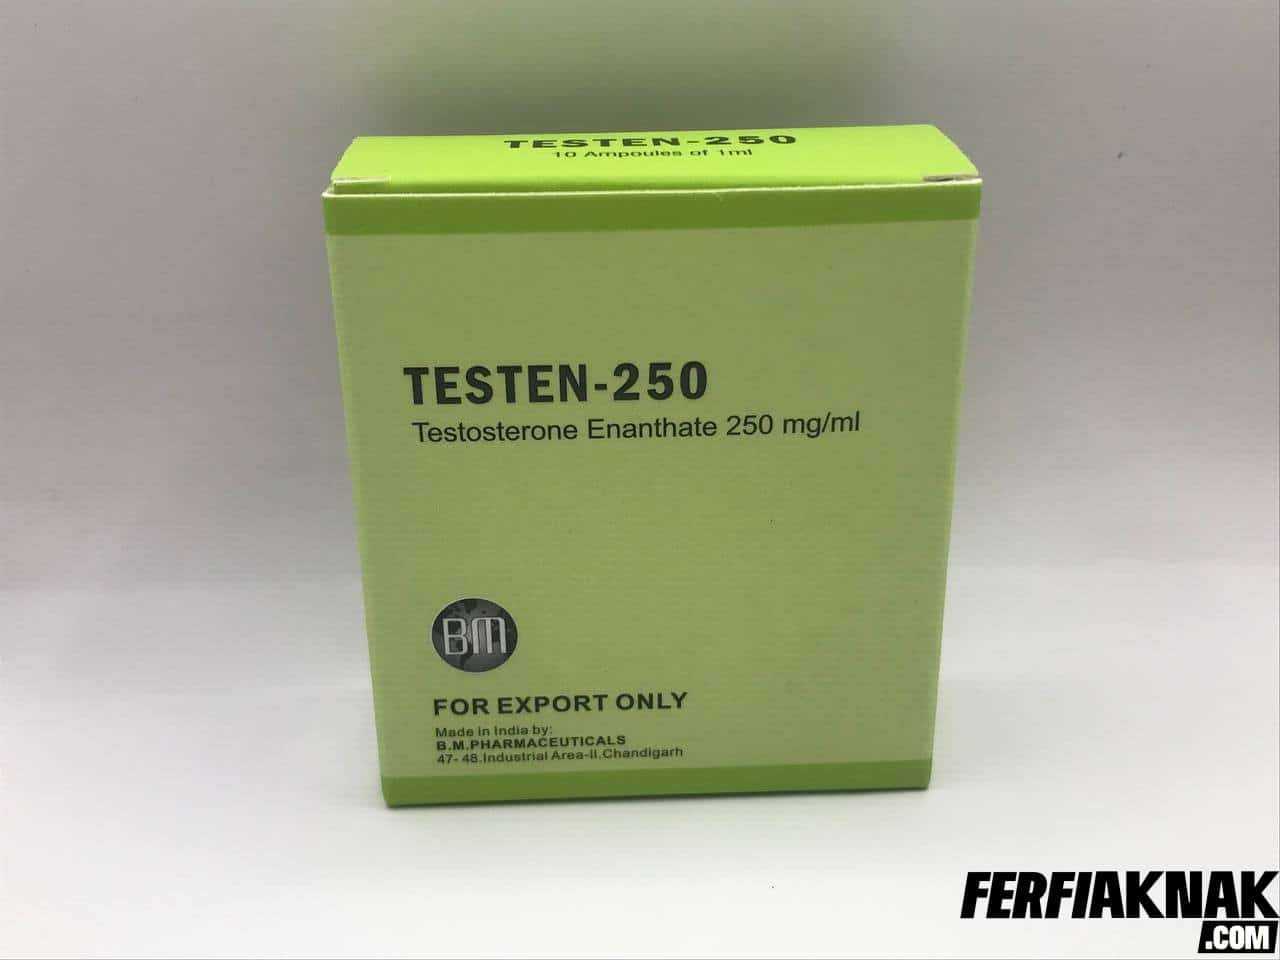 TESTEN-250
10 Ampoules of 1ml
TESTEN-250
Testosterone Enanthate 250 mg/ml
BM
FOR EXPORT ONLY
Made in India by:
B.M.PHARMACEUTICALS
47- 48.Industrial Area-II.Chandigarh
FERFIAKNAK
.COM